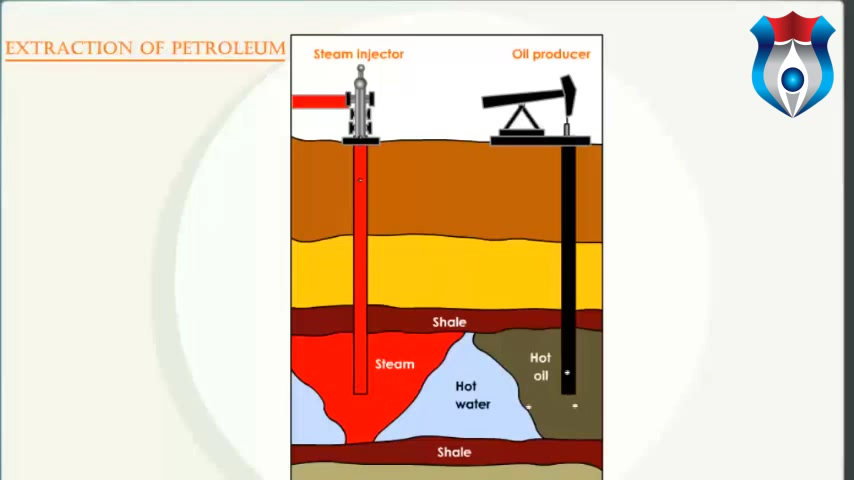 EXTRACTION OF PETROLEUM
Steam injector
Oil producer
Shale
Steam
Hot
oil
Hot
water
Shale